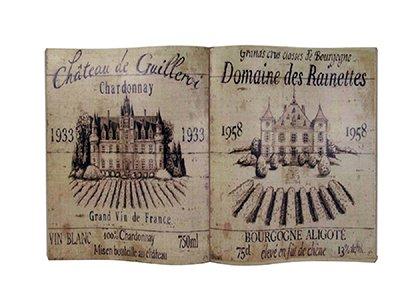 Château de Guilleroi
Chardonnay
1933 1933
Grand Vin de France
VIN BLANC 100% Chardonnay 750ml
Mis en bouteille au château
Grands crus classés de Bourgogne
Domaine des Rainettes
1958 1958
BOURGOGNE ALIGOTÉ
75cl élevé en fût de chêne 13%